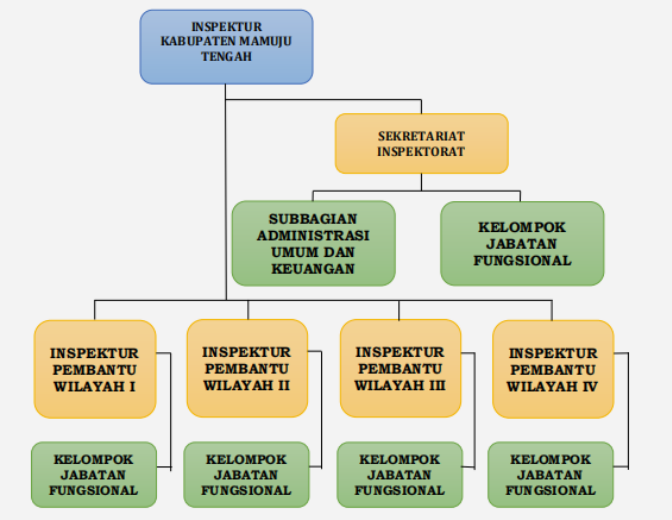 INSPEKTUR
KABUPATEN MAMUJU
TENGAH
SEKRETARIAT
INSPEKTORAT
SUBBAGIAN
ADMINISTRASI
UMUM DAN
KEUANGAN
KELOMPOK
JABATAN
FUNGSIONAL
INSPEKTUR
PEMBANTU
WILAYAH I
INSPEKTUR
PEMBANTU
WILAYAH II
INSPEKTUR
PEMBANTU
WILAYAH III
INSPEKTUR
PEMBANTU
WILAYAH IV
KELOMPOK
JABATAN
FUNGSIONAL
KELOMPOK
JABATAN
FUNGSIONAL
KELOMPOK
JABATAN
FUNGSIONAL
KELOMPOK
JABATAN
FUNGSIONAL